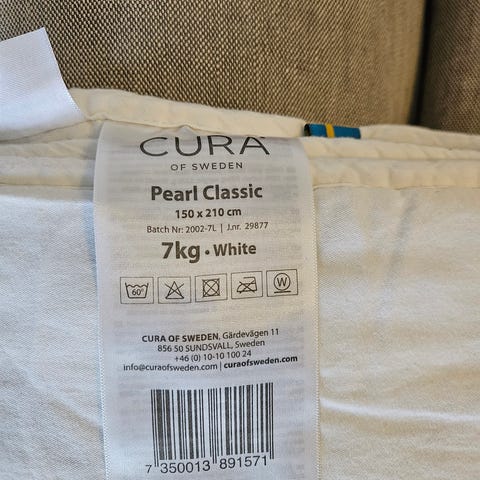 CURA
OF SWEDEN
Pearl Classic
150 x 210 cm
Batch Nr: 2002-7L | J.nr. 29877
7kg • White
60°
W
CURA OF SWEDEN, Gärdevägen 11
856 50 SUNDSVALL, Sweden
+46 (0) 10-10 100 24
info@curaofsweden.com | curaofsweden.com
7 350013 891571